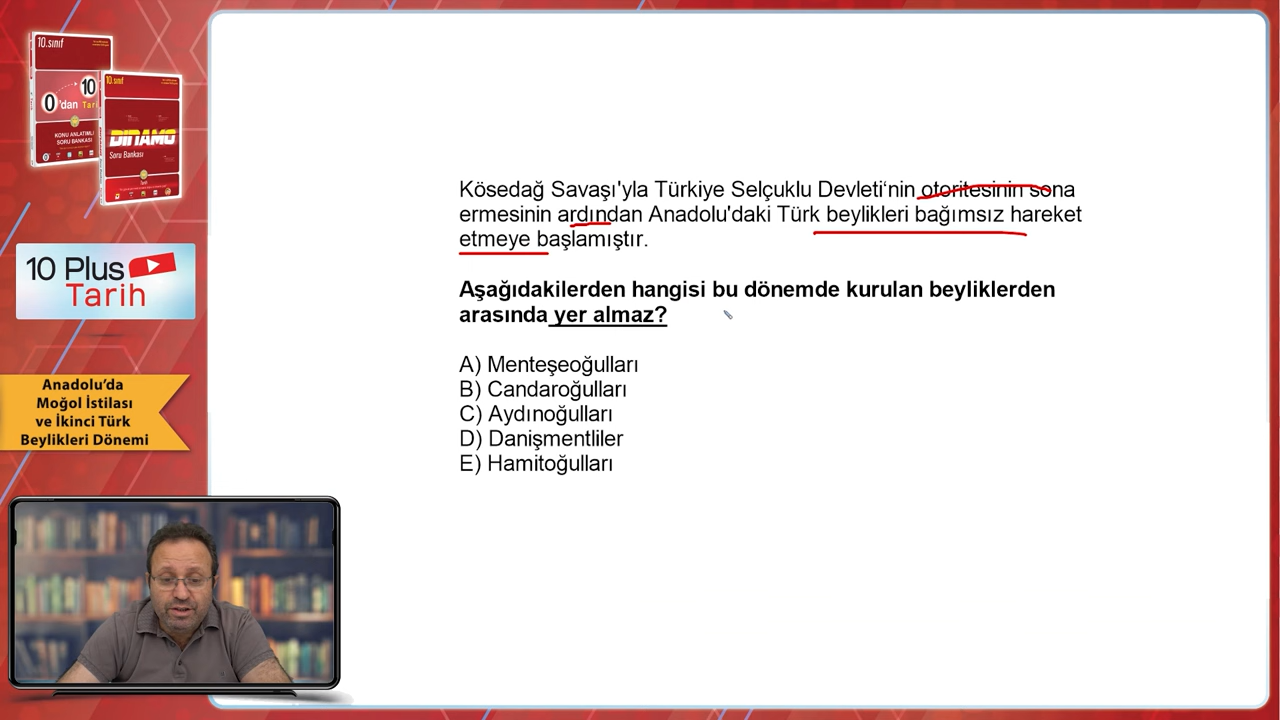 10.sınıf
0'dan 10
KONU ANLATIMLI
SORU BANKASI
10.sınıf
DINAMO
Soru Bankası
Tarih
10 Plus
Tarih
Anadolu'da
Moğol İstilası
ve İkinci Türk
Beylikleri Dönemi
Kösedağ Savaşı'yla Türkiye Selçuklu Devleti‘nin otoritesinin sona
ermesinin ardından Anadolu'daki Türk beylikleri bağımsız hareket
etmeye başlamıştır.
Aşağıdakilerden hangisi bu dönemde kurulan beyliklerden
arasında yer almaz?
A) Menteşeoğulları
B) Candaroğulları
C) Aydınoğulları
D) Danişmentliler
E) Hamitoğulları